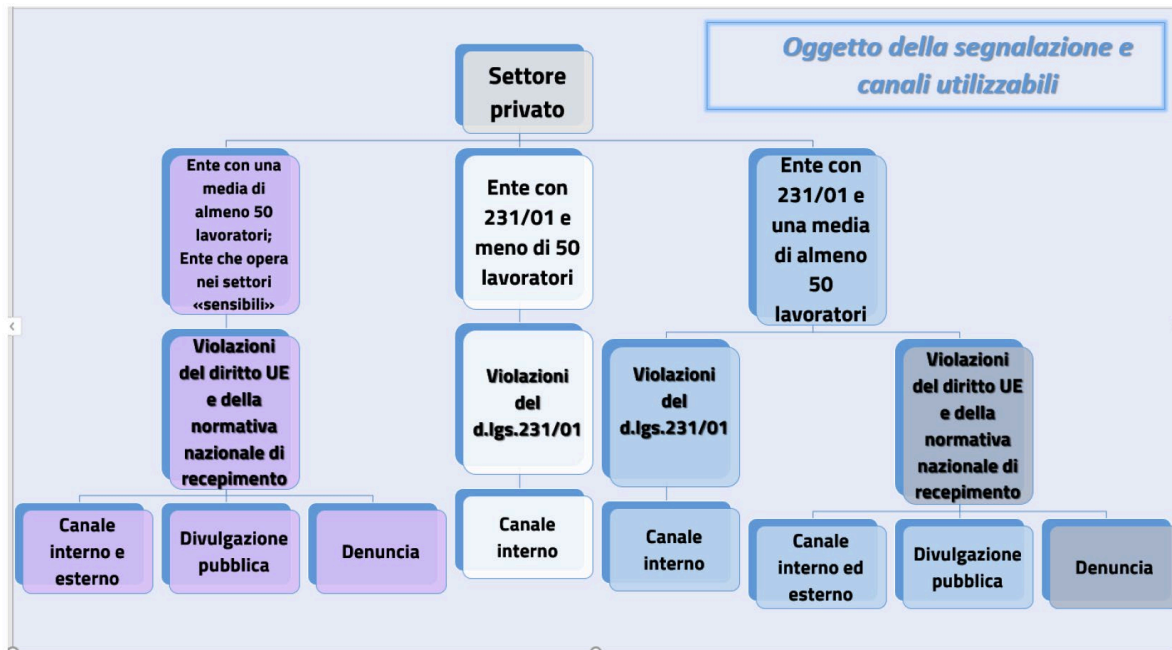 Oggetto della segnalazione e
canali utilizzabili
Settore
privato
Ente con una
media di
almeno 50
lavoratori;
Ente che opera
nei settori
«sensibili»
Ente con
231/01 e
meno di 50
lavoratori
Ente con
231/01 e
una media
di almeno
50
lavoratori
Violazioni
del diritto UE
e della
normativa
nazionale di
recepimento
Violazioni
del
d.lgs.231/01
Violazioni
del
d.lgs.231/01
Violazioni
del diritto UE
e della
normativa
nazionale di
recepimento
Canale
interno e
esterno
Divulgazione
pubblica
Denuncia
Canale
interno
Canale
interno
Canale
interno ed
esterno
Divulgazione
pubblica
Denuncia